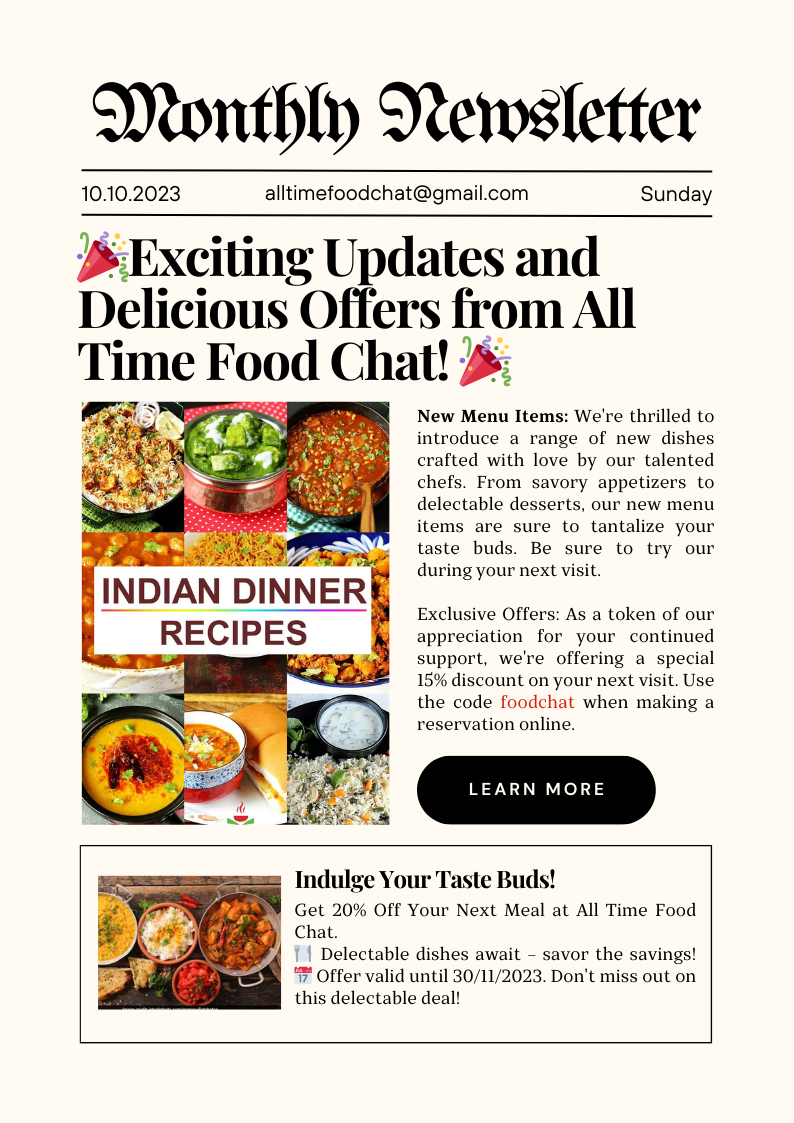 Monthly Newsletter
10.10.2023 alltimefoodchat@gmail.com Sunday
🎉Exciting Updates and
Delicious Offers from All
Time Food Chat! 🎉
INDIAN DINNER
RECIPES
New Menu Items: We're thrilled to
introduce a range of new dishes
crafted with love by our talented
chefs. From savory appetizers to
delectable desserts, our new menu
items are sure to tantalize your
taste buds. Be sure to try our
during your next visit.
Exclusive Offers: As a token of our
appreciation for your continued
support, we're offering a special
15% discount on your next visit. Use
the code foodchat when making a
reservation online.
LEARN MORE
Indulge Your Taste Buds!
Get 20% Off Your Next Meal at All Time Food
Chat.
🍽️ Delectable dishes await – savor the savings!
📅 Offer valid until 30/11/2023. Don't miss out on
this delectable deal!